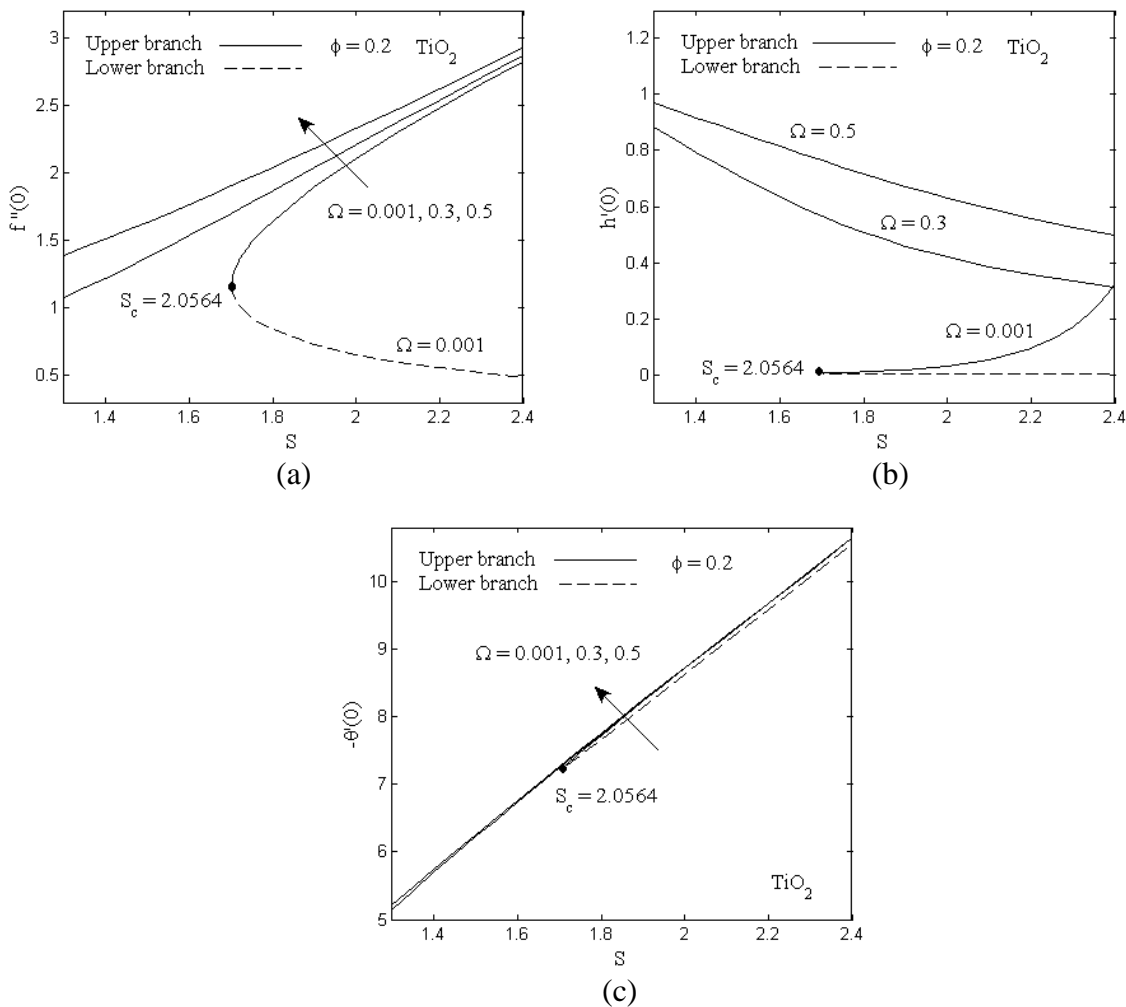 Upper branch
Lower branch
ϕ = 0.2 TiO2
Ω = 0.001, 0.3, 0.5
Sc = 2.0564
Ω = 0.001
f ''(0)
3
2.5
2
1.5
1
0.5
1.4 1.6 1.8 2 2.2 2.4
S
(a)
Upper branch
Lower branch
ϕ = 0.2 TiO2
Ω = 0.5
Ω = 0.3
Ω = 0.001
Sc = 2.0564
h'(0)
1.2
1
0.8
0.6
0.4
0.2
0
1.4 1.6 1.8 2 2.2 2.4
S
(b)
Upper branch
Lower branch
ϕ = 0.2
Ω = 0.001, 0.3, 0.5
Sc = 2.0564
TiO2
-θ'(0)
10
9
8
7
6
5
1.4 1.6 1.8 2 2.2 2.4
S
(c)